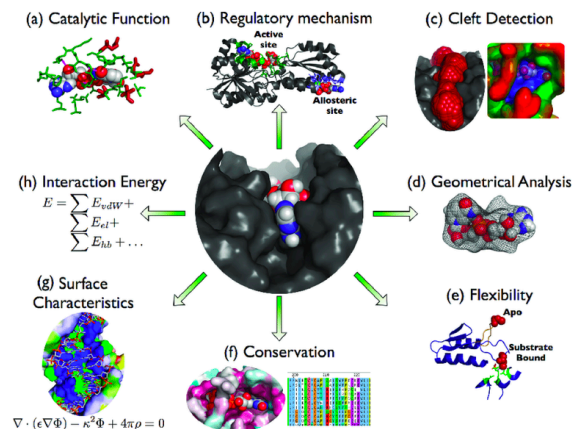 (a) Catalytic Function
(b) Regulatory mechanism
Active
site
Allosteric
site
(c) Cleft Detection
(h) Interaction Energy
E = ∑ E_vdW+
∑ E_el+
∑ E_hb + ...
(d) Geometrical Analysis
(g) Surface
Characteristics
∇ · (ϵ∇Φ) − κ²Φ + 4πρ = 0
(f) Conservation
(e) Flexibility
Apo
Substrate
Bound